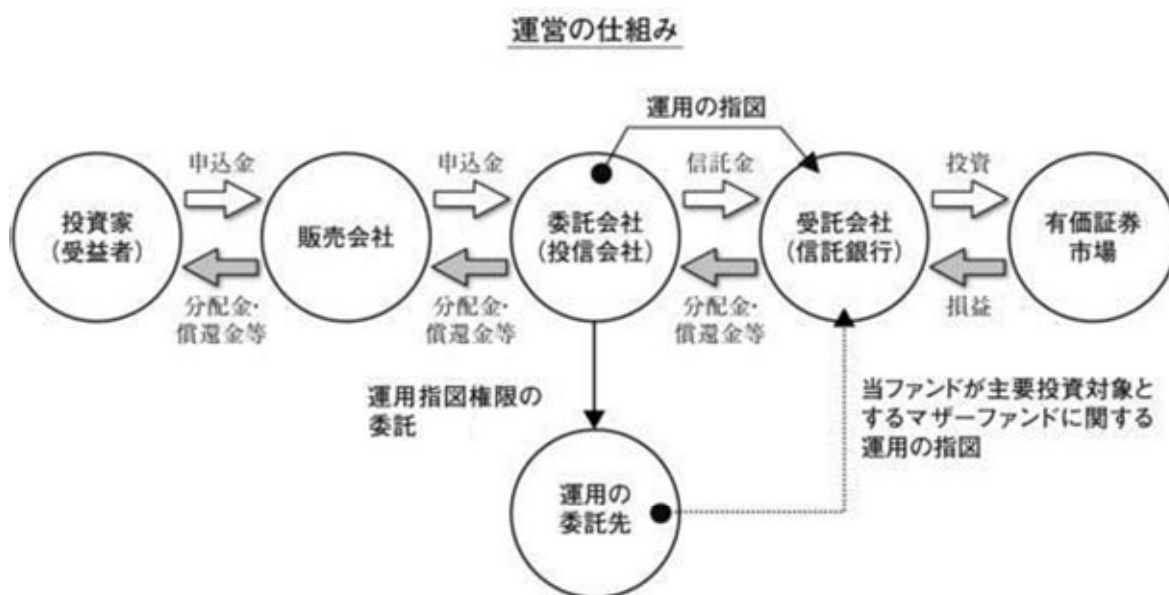 運営の仕組み
運用の指図
申込金
申込金
信託金
投資
投資家
(受益者)
販売会社
委託会社
(投信会社)
受託会社
(信託銀行)
有価証券
市場
分配金・
償還金等
分配金・
償還金等
分配金・
償還金等
損益
運用指図権限の
委託
当ファンドが主要投資対象と
するマザーファンドに関する
運用の指図
運用の
委託先